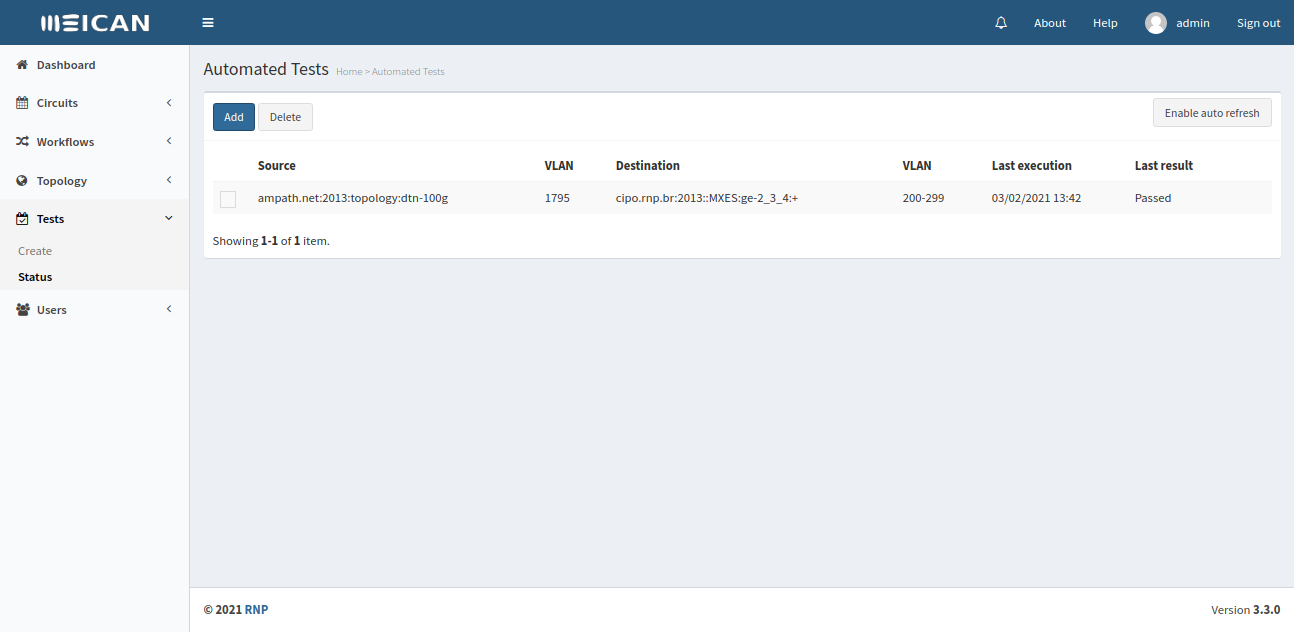 MEICAN
About Help admin Sign out
Dashboard
Circuits
Workflows
Topology
Tests
Create
Status
Users
Automated Tests Home > Automated Tests
Add Delete Enable auto refresh
Source VLAN Destination VLAN Last execution Last result
ampath.net:2013:topology:dtn-100g 1795 cipo.rnp.br:2013::MXES:ge-2_3_4:+ 200-299 03/02/2021 13:42 Passed
Showing 1-1 of 1 item.
© 2021 RNP Version 3.3.0